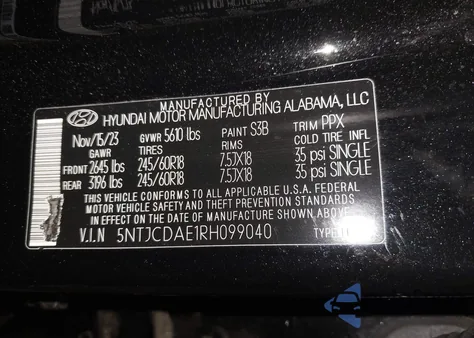 MANUFACTURED BY
HYUNDAI MOTOR MANUFACTURING ALABAMA, LLC
Nov/15/23 GVWR 5610 lbs PAINT S3B TRIM PPX
GAWR TIRES RIMS COLD TIRE INFL
FRONT 2645 lbs 245/60R18 7.5JX18 35 psi SINGLE
REAR 3196 lbs 245/60R18 7.5JX18 35 psi SINGLE
THIS VEHICLE CONFORMS TO ALL APPLICABLE U.S.A. FEDERAL
MOTOR VEHICLE SAFETY AND THEFT PREVENTION STANDARDS
IN EFFECT ON THE DATE OF MANUFACTURE SHOWN ABOVE.
V.I.N 5NTJCDAE1RH099040 TYPE